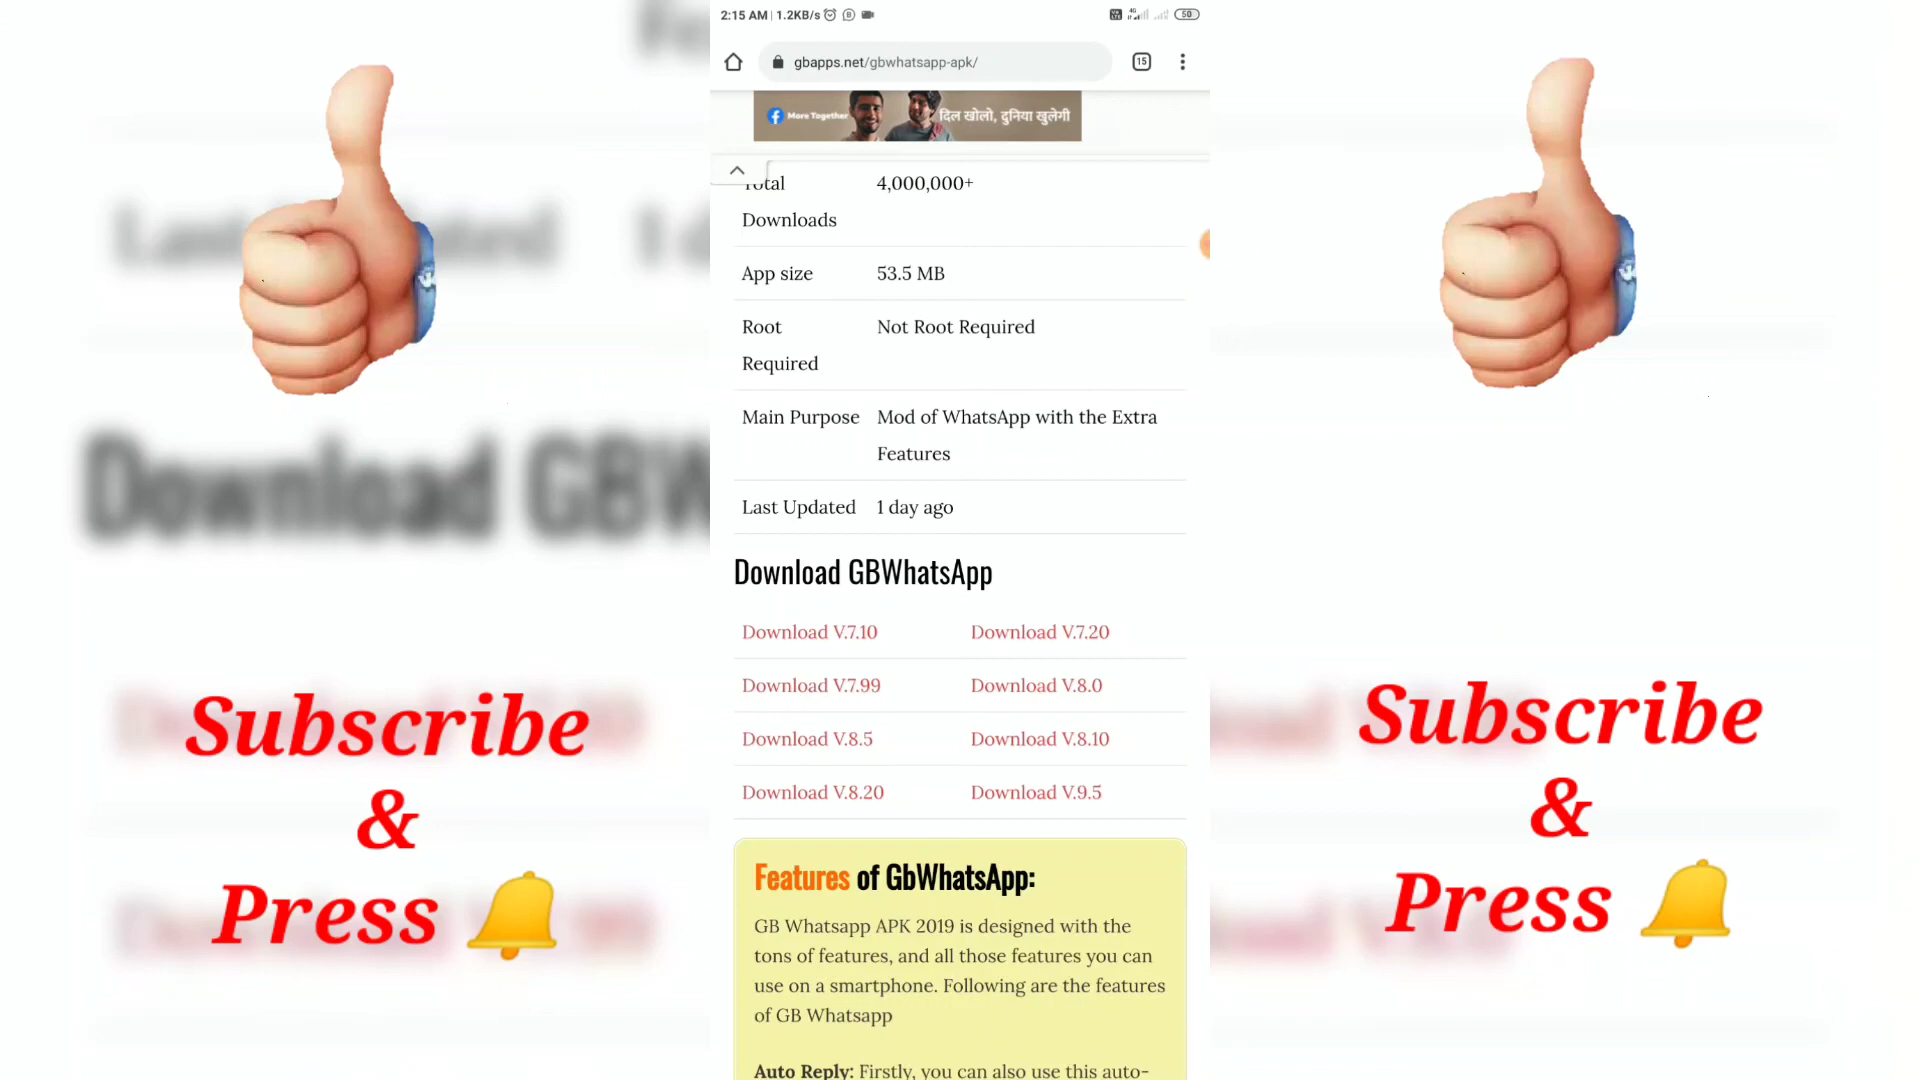 2:15 AM | 1.2KB/s
4G
50
gbapps.net/gbwhatsapp-apk/
15
More Together
दिल खोलो, दुनिया खुलेगी
Total Downloads 4,000,000+
App size 53.5 MB
Root Required Not Root Required
Main Purpose Mod of WhatsApp with the Extra Features
Last Updated 1 day ago
Download GBWhatsApp
Download V.7.10 Download V.7.20
Download V.7.99 Download V.8.0
Download V.8.5 Download V.8.10
Download V.8.20 Download V.9.5
Features of GbWhatsApp:
GB Whatsapp APK 2019 is designed with the
tons of features, and all those features you can
use on a smartphone. Following are the features
of GB Whatsapp
Auto Reply: Firstly, you can also use this auto-
Subscribe
&
Press
Subscribe
&
Press